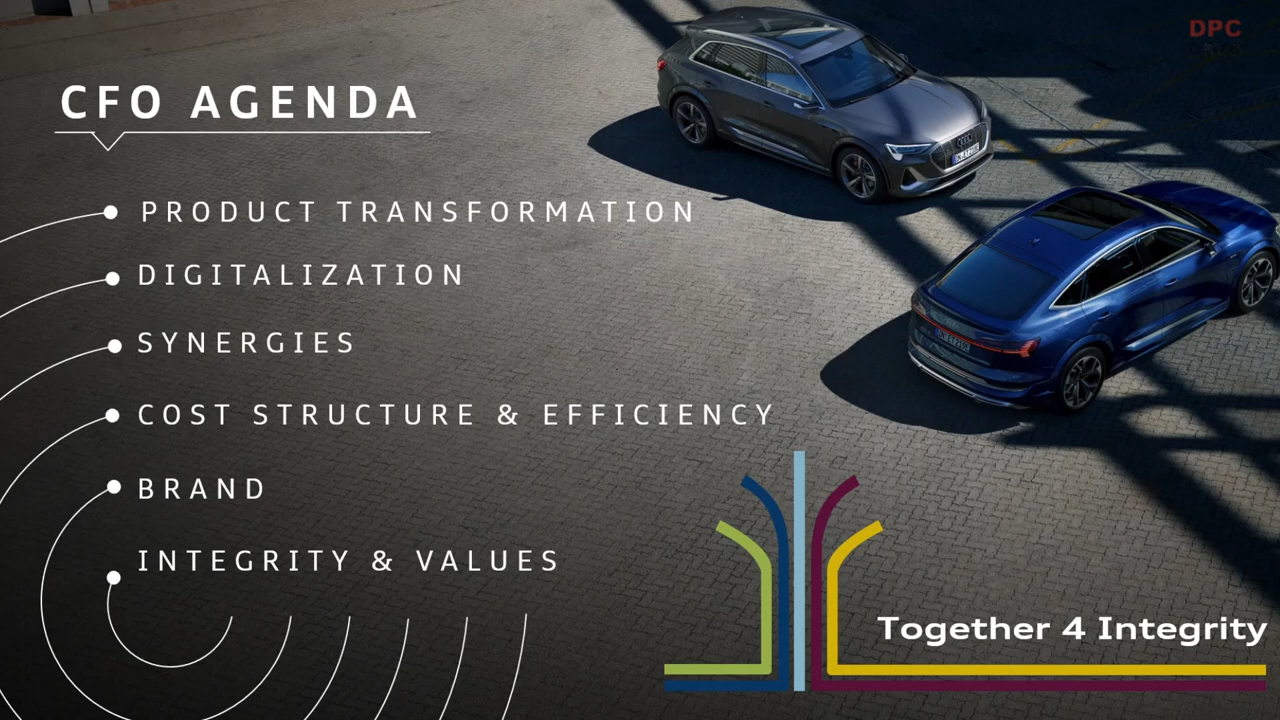 DPC
CFO AGENDA
PRODUCT TRANSFORMATION
DIGITALIZATION
SYNERGIES
COST STRUCTURE & EFFICIENCY
BRAND
INTEGRITY & VALUES
Together 4 Integrity